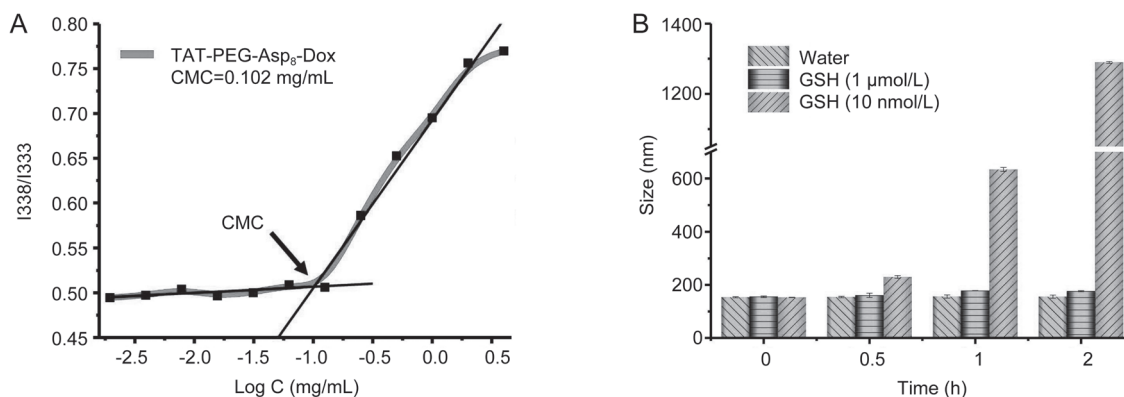 A
0.80
0.75
0.70
0.65
0.60
0.55
0.50
0.45
I338/I333
TAT-PEG-Asp₈-Dox
CMC=0.102 mg/mL
CMC
-2.5 -2.0 -1.5 -1.0 -0.5 0.0 0.5
Log C (mg/mL)
B
1400
1300
600
400
200
0
Size (nm)
Water
GSH (1 μmol/L)
GSH (10 nmol/L)
0 0.5 1 2
Time (h)